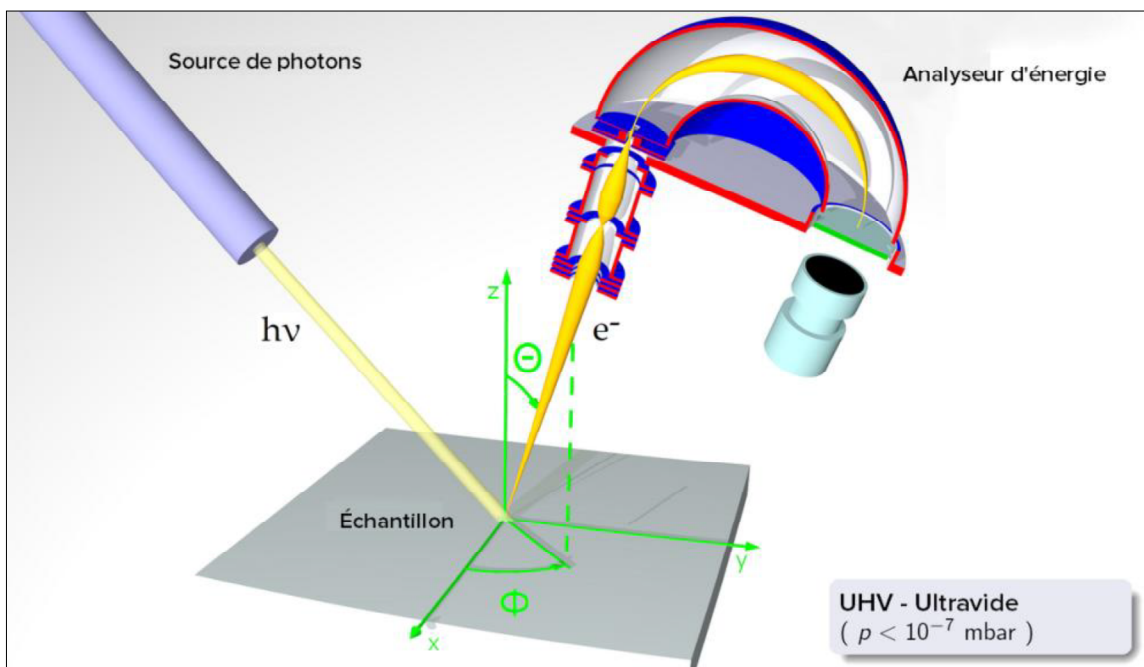 Source de photons
Analyseur d'énergie
hν
z
Θ
e⁻
Échantillon
y
Φ
x
UHV - Ultravide
( p < 10⁻⁷ mbar )